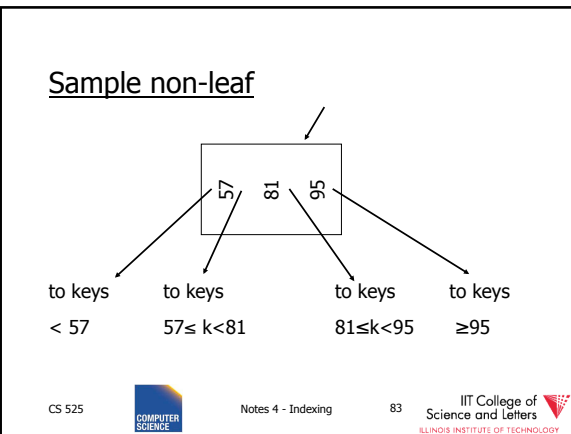 Sample non-leaf
57 81 95
to keys to keys to keys to keys
< 57 57≤ k<81 81≤k<95 ≥95
CS 525
COMPUTER
SCIENCE
Notes 4 - Indexing
83
IIT College of
Science and Letters
ILLINOIS INSTITUTE OF TECHNOLOGY